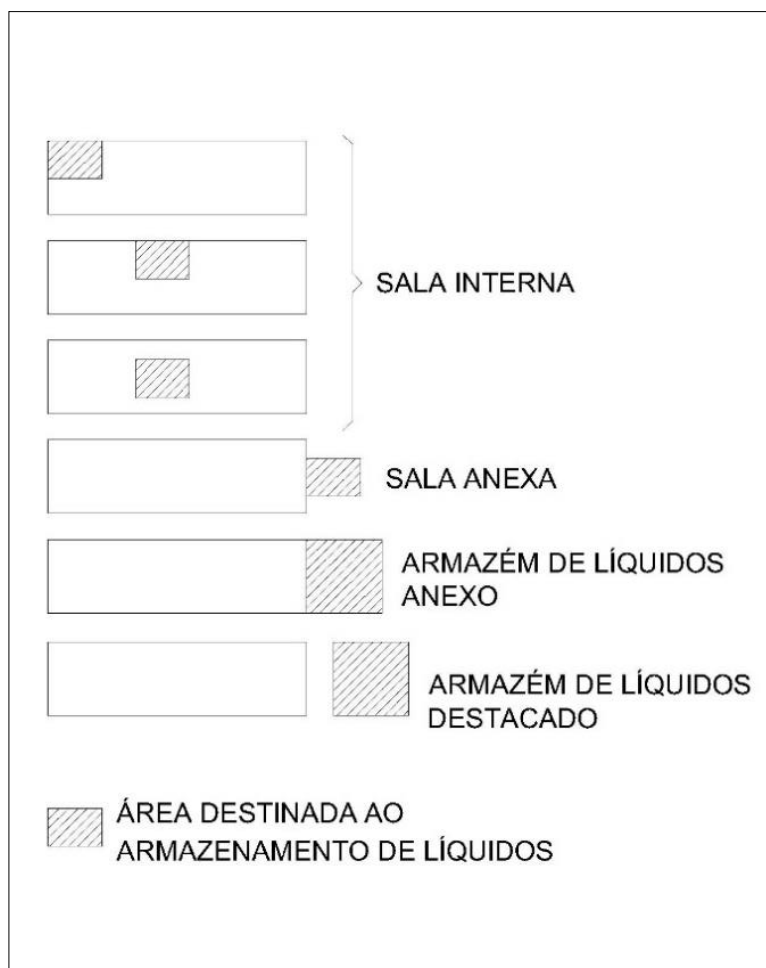 SALA INTERNA
SALA ANEXA
ARMAZÉM DE LÍQUIDOS
ANEXO
ARMAZÉM DE LÍQUIDOS
DESTACADO
ÁREA DESTINADA AO
ARMAZENAMENTO DE LÍQUIDOS